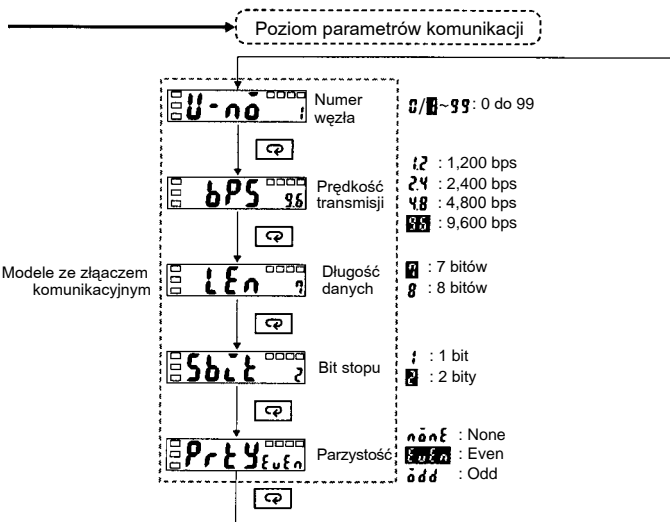 Poziom parametrów komunikacji
U-no 1
Numer
węzła
0/1~99: 0 do 99
bPS 9.6
Prędkość
transmisji
1.2 : 1,200 bps
2.4 : 2,400 bps
4.8 : 4,800 bps
9.6 : 9,600 bps
Modele ze złączem
komunikacyjnym
LEn 7
Długość
danych
7 : 7 bitów
8 : 8 bitów
Sbit 2
Bit stopu
1 : 1 bit
2 : 2 bity
PrtY EvEn
Parzystość
nonE : None
EvEn : Even
odd : Odd